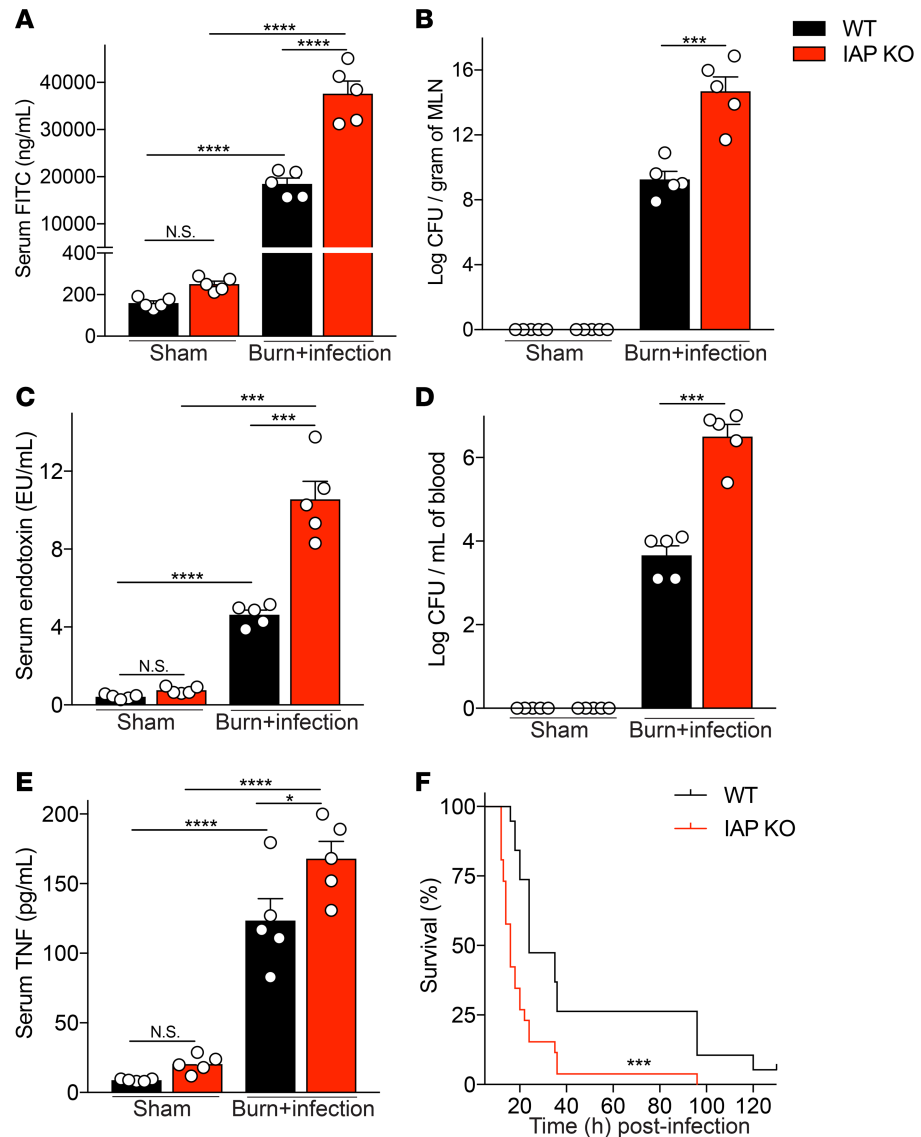 A
Serum FITC (ng/mL)
40000
30000
20000
10000
400
200
0
****
****
****
N.S.
Sham
Burn+infection
B
Log CFU / gram of MLN
16
12
8
4
0
***
Sham
Burn+infection
WT
IAP KO
C
Serum endotoxin (EU/mL)
12
8
4
0
***
***
****
N.S.
Sham
Burn+infection
D
Log CFU / mL of blood
6
4
2
0
***
Sham
Burn+infection
E
Serum TNF (pg/mL)
200
150
100
50
0
****
*
****
N.S.
Sham
Burn+infection
F
WT
IAP KO
Survival (%)
100
75
50
25
0
***
20 40 60 80 100 120
Time (h) post-infection